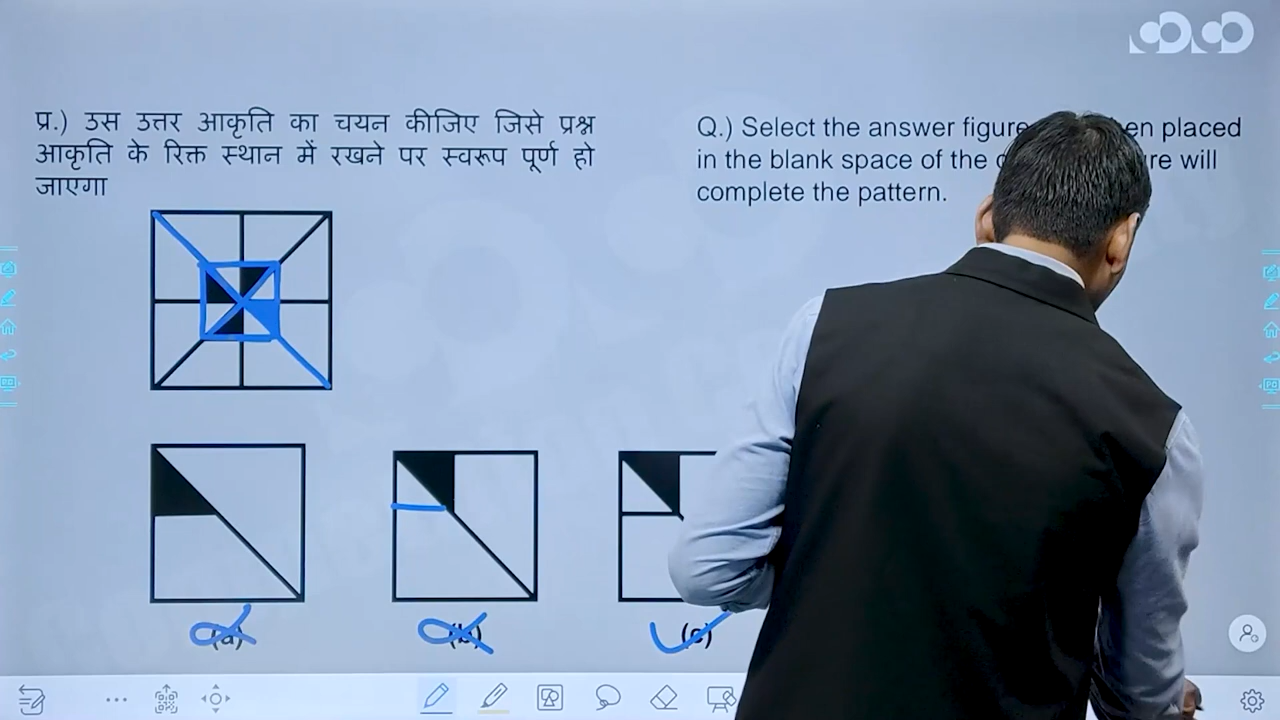 प्र.) उस उत्तर आकृति का चयन कीजिए जिसे प्रश्न
आकृति के रिक्त स्थान में रखने पर स्वरूप पूर्ण हो
जाएगा
Q.) Select the answer figure en placed
in the blank space of the will
complete the pattern.
(a) (b) (c)